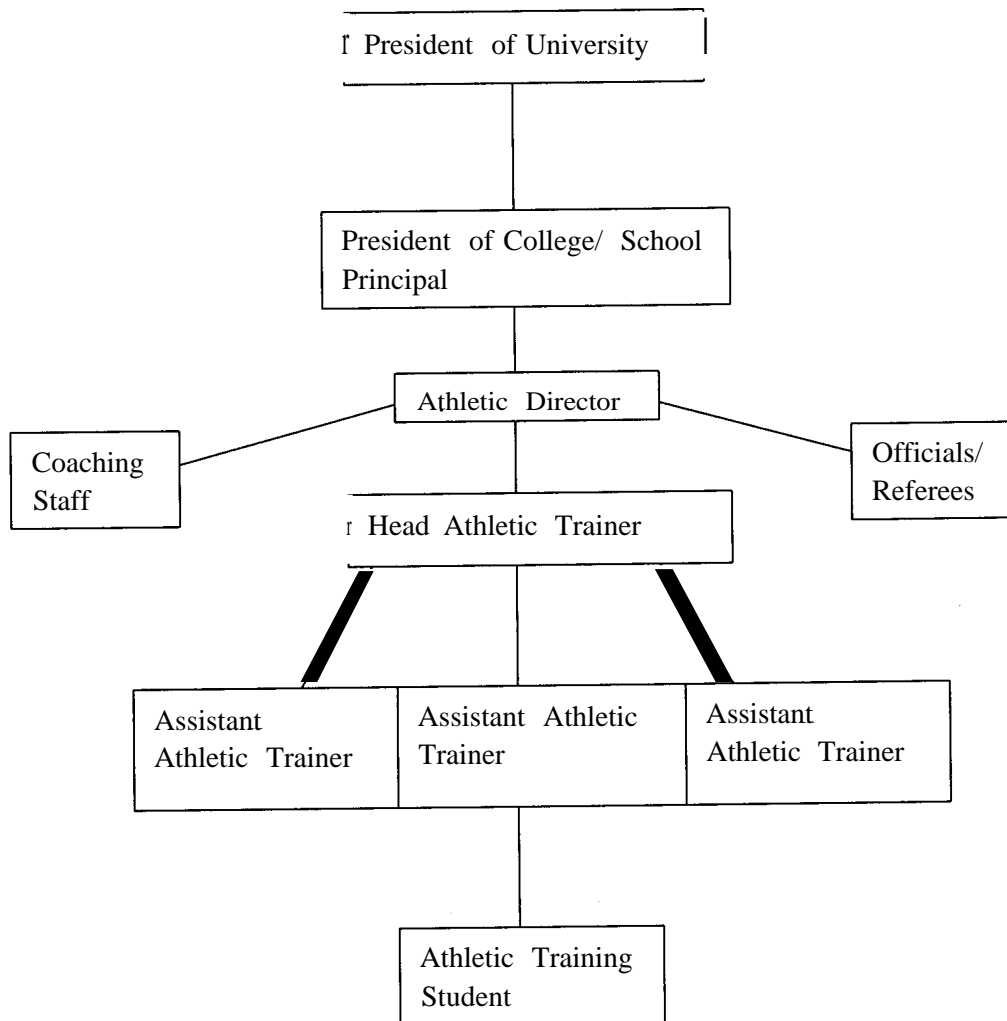 President of University
President of College/ School
Principal
Athletic Director
Coaching
Staff
Officials/
Referees
Head Athletic Trainer
Assistant
Athletic Trainer
Assistant Athletic
Trainer
Assistant
Athletic Trainer
Athletic Training
Student